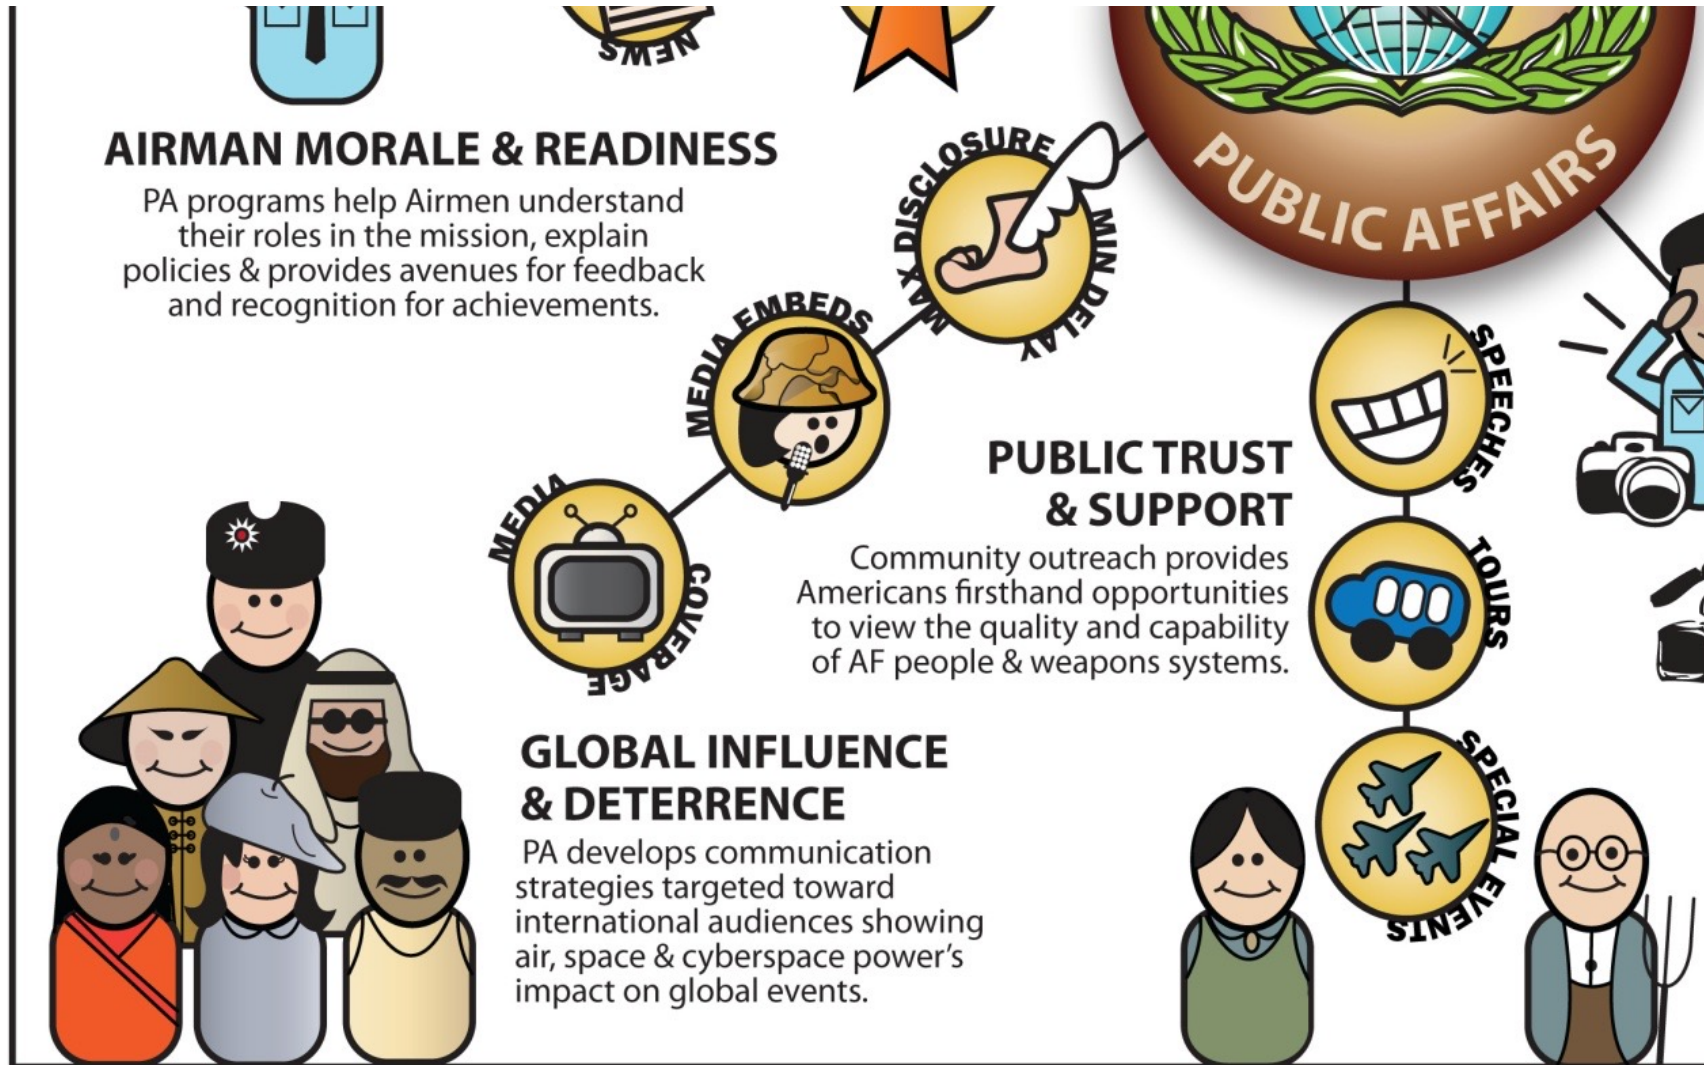 NEWS
AIRMAN MORALE & READINESS
PA programs help Airmen understand
their roles in the mission, explain
policies & provides avenues for feedback
and recognition for achievements.
PUBLIC AFFAIRS
MAX DISCLOSURE
MIN DELAY
MEDIA EMBEDS
MEDIA
COVERAGE
SPEECHES
PUBLIC TRUST
& SUPPORT
Community outreach provides
Americans firsthand opportunities
to view the quality and capability
of AF people & weapons systems.
TOURS
GLOBAL INFLUENCE
& DETERRENCE
PA develops communication
strategies targeted toward
international audiences showing
air, space & cyberspace power's
impact on global events.
SPECIAL EVENTS